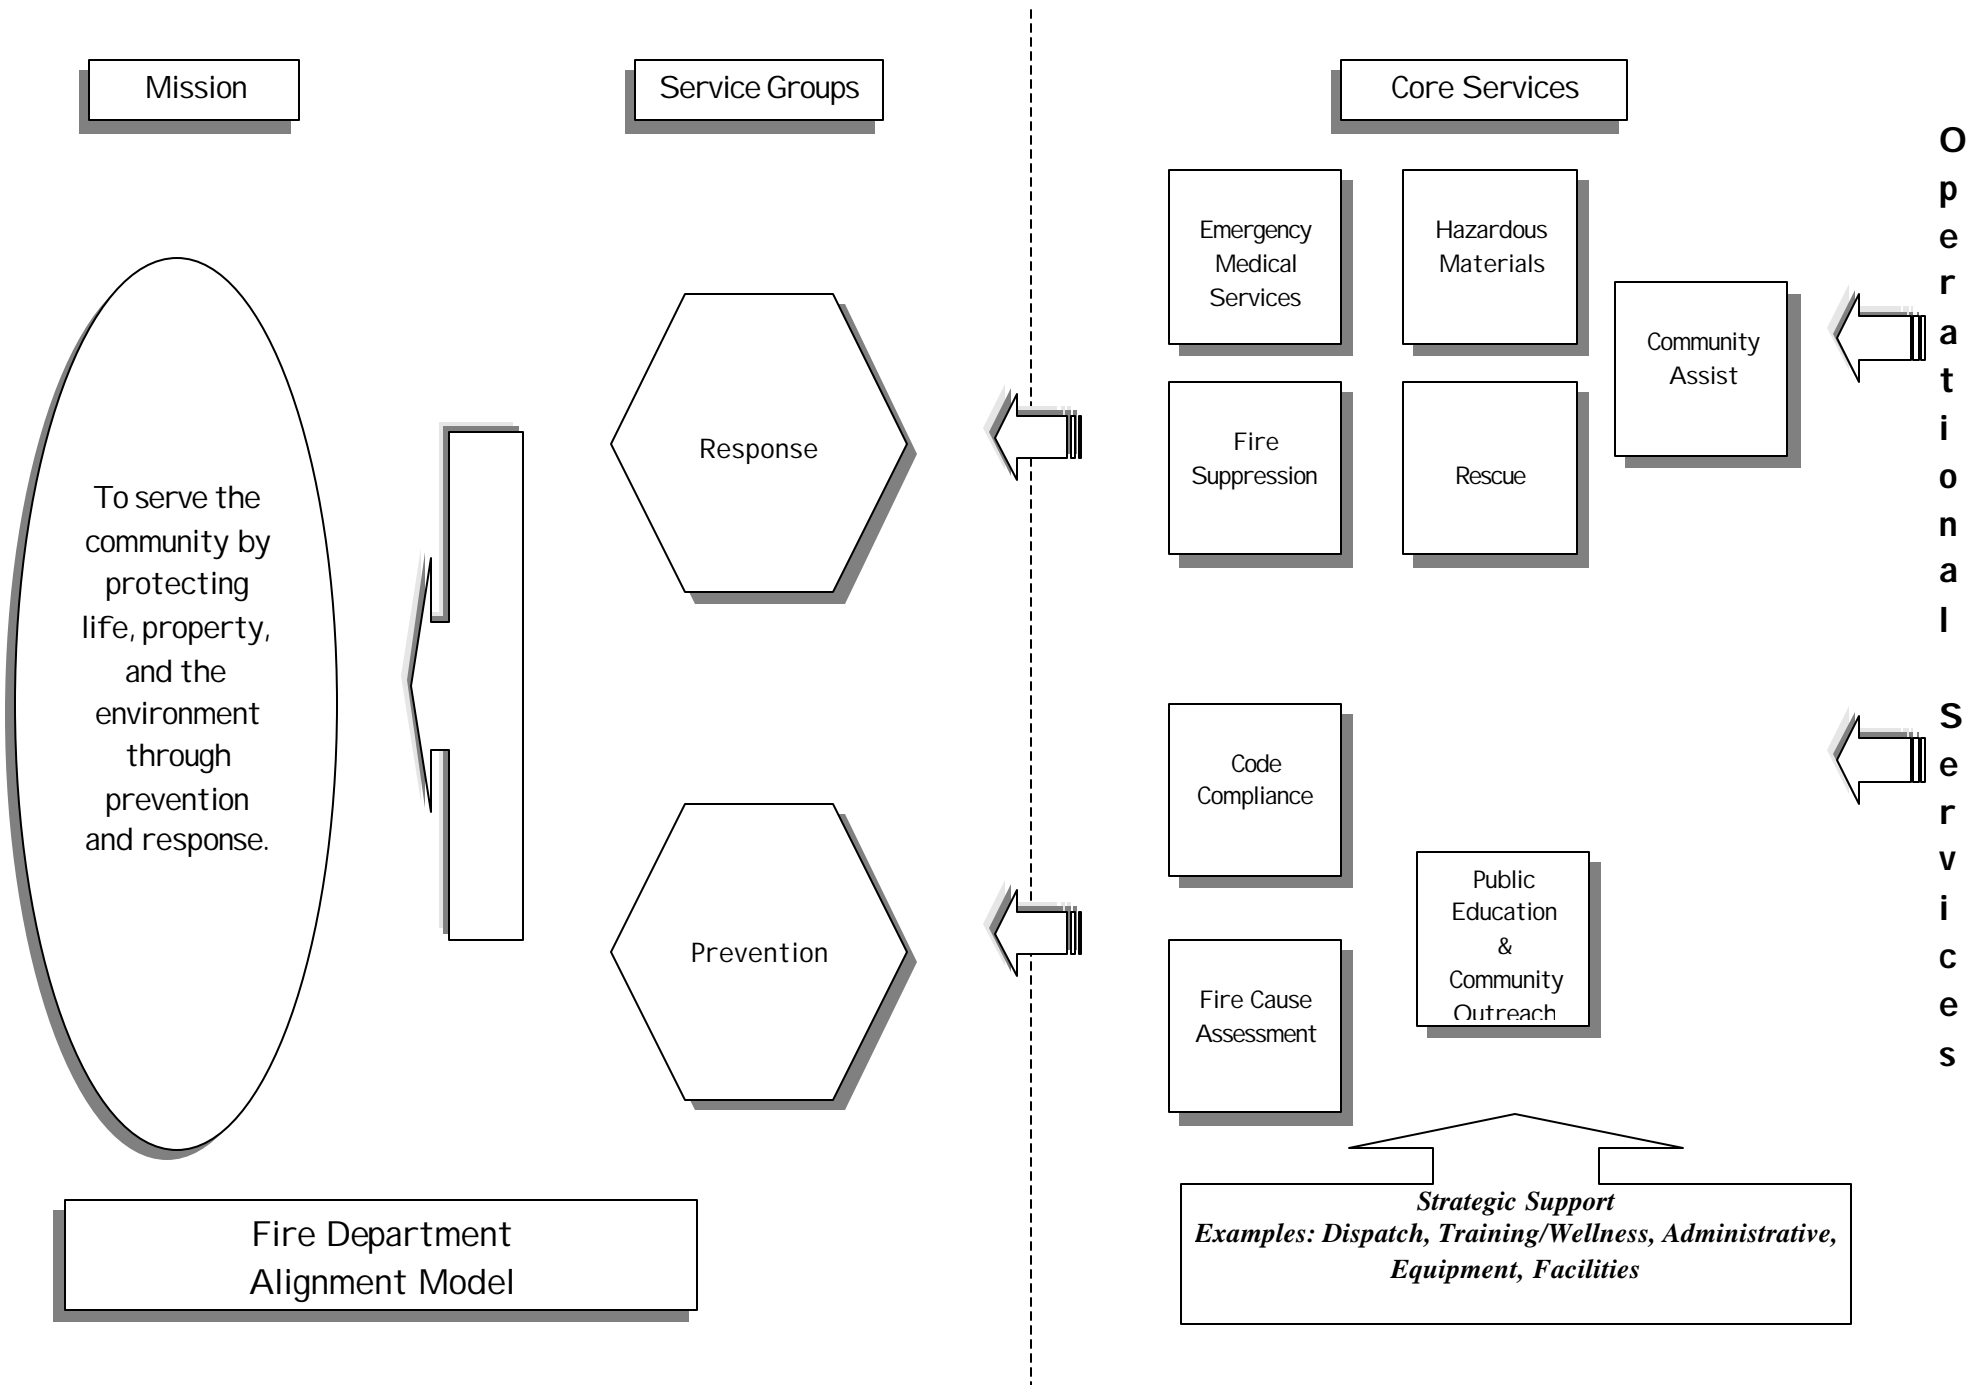 Mission
Service Groups
Core Services
To serve the
community by
protecting
life, property,
and the
environment
through
prevention
and response.
Response
Prevention
Emergency
Medical
Services
Hazardous
Materials
Community
Assist
Fire
Suppression
Rescue
Code
Compliance
Public
Education
&
Community
Outreach
Fire Cause
Assessment
Operational Services
Strategic Support
Examples: Dispatch, Training/Wellness, Administrative,
Equipment, Facilities
Fire Department
Alignment Model